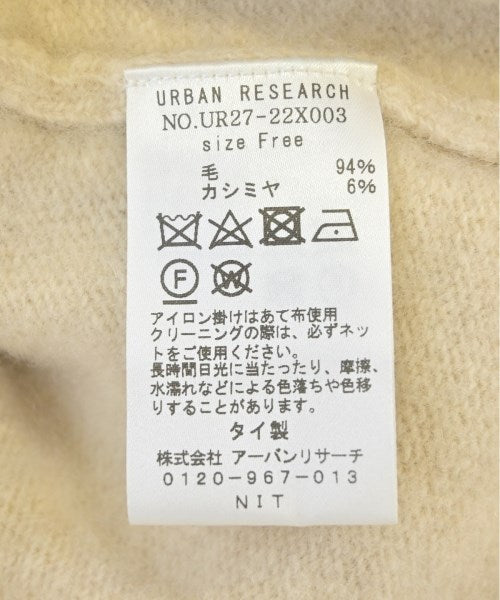 URBAN RESEARCH
NO.UR27-22X003
size Free
毛 94%
カシミヤ 6%
F W
アイロン掛けはあて布使用
クリーニングの際は、必ずネッ
トをご使用ください。
長時間日光に当たったり、摩擦、
水濡れなどによる色落ちや色移
りすることがあります。
タイ製
株式会社 アーバンリサーチ
0120-967-013
NIT